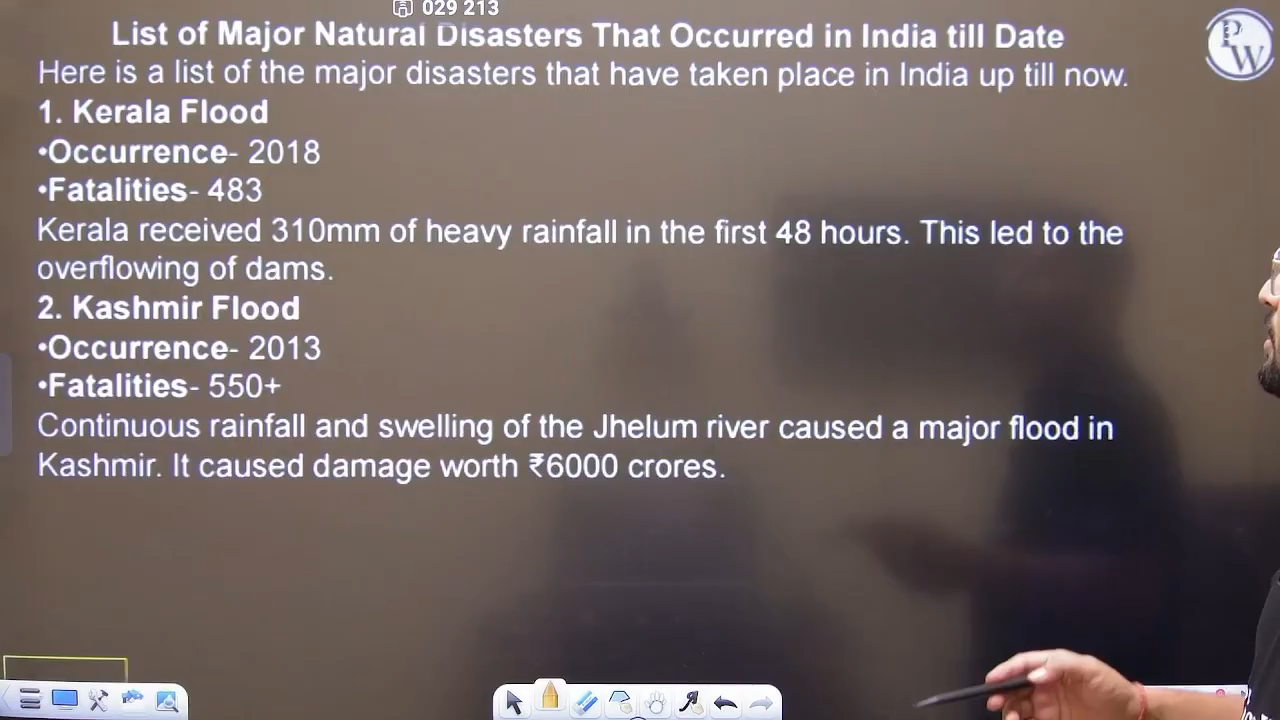 029 213
List of Major Natural Disasters That Occurred in India till Date
Here is a list of the major disasters that have taken place in India up till now.
1. Kerala Flood
•Occurrence- 2018
•Fatalities- 483
Kerala received 310mm of heavy rainfall in the first 48 hours. This led to the
overflowing of dams.
2. Kashmir Flood
•Occurrence- 2013
•Fatalities- 550+
Continuous rainfall and swelling of the Jhelum river caused a major flood in
Kashmir. It caused damage worth ₹6000 crores.
PW